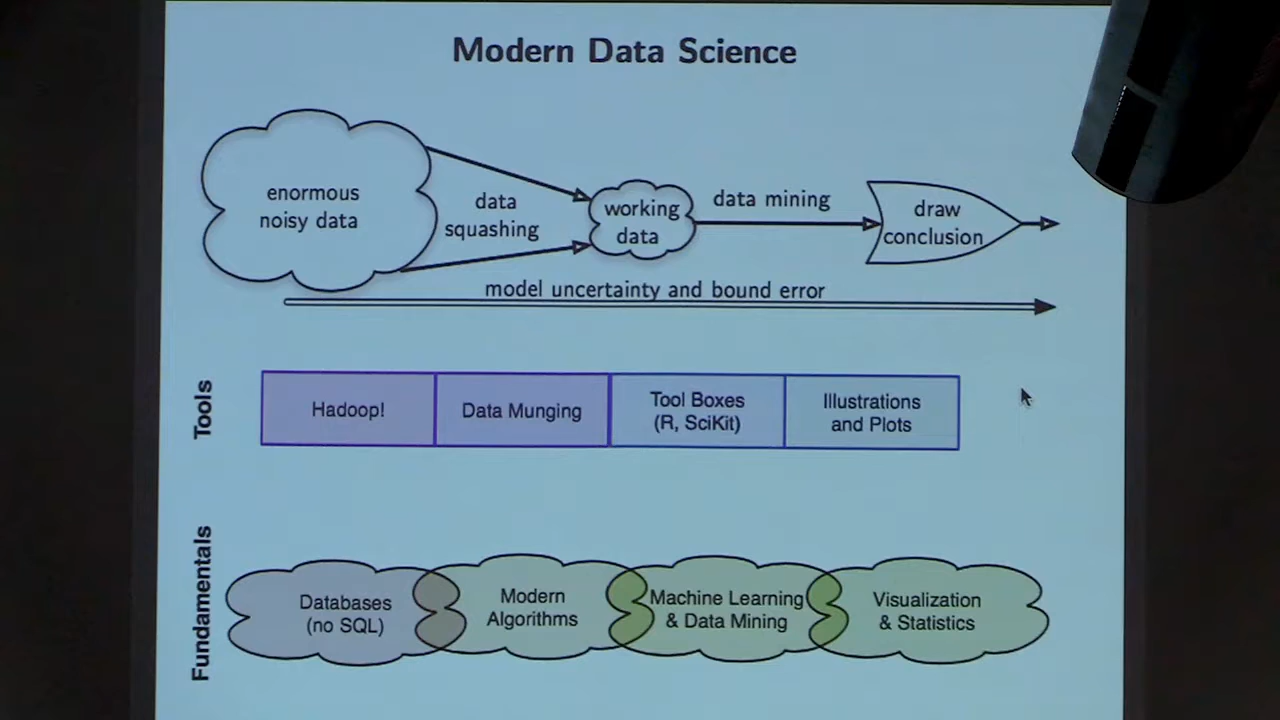 Modern Data Science
enormous
noisy data
data
squashing
working
data
data mining
draw
conclusion
model uncertainty and bound error
Tools
Hadoop!
Data Munging
Tool Boxes
(R, SciKit)
Illustrations
and Plots
Fundamentals
Databases
(no SQL)
Modern
Algorithms
Machine Learning
& Data Mining
Visualization
& Statistics